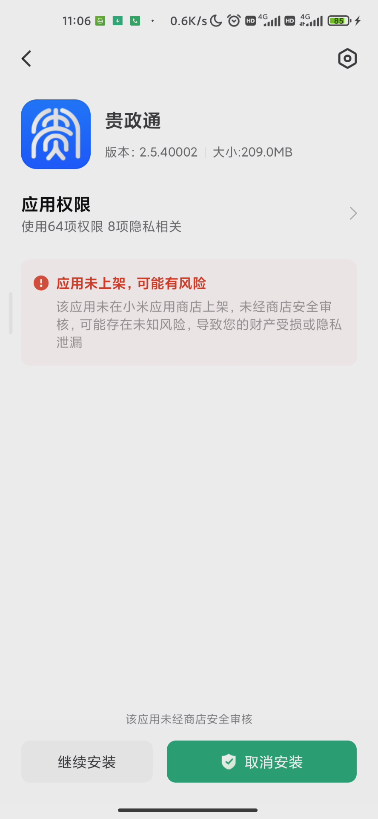 11:06 · 0.6K/s HD 4G HD 4G 85
贵政通
版本: 2.5.40002 大小:209.0MB
应用权限
使用64项权限 8项隐私相关
应用未上架, 可能有风险
该应用未在小米应用商店上架, 未经商店安全审
核, 可能存在未知风险, 导致您的财产受损或隐私
泄漏
该应用未经商店安全审核
继续安装 取消安装